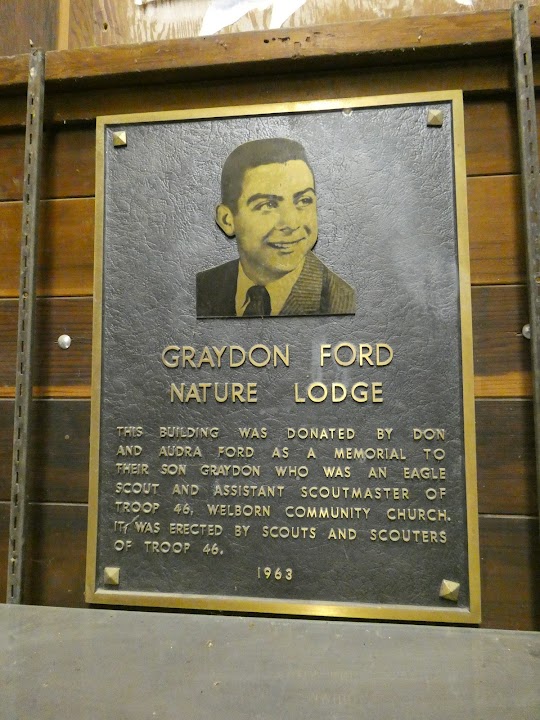 GRAYDON FORD
NATURE LODGE
THIS BUILDING WAS DONATED BY DON
AND AUDRA FORD AS A MEMORIAL TO
THEIR SON GRAYDON WHO WAS AN EAGLE
SCOUT AND ASSISTANT SCOUTMASTER OF
TROOP 46, WELBORN COMMUNITY CHURCH.
IT WAS ERECTED BY SCOUTS AND SCOUTERS
OF TROOP 46.
1963